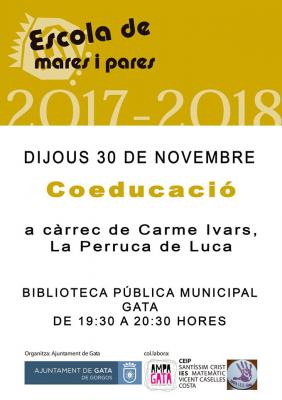 Escola de
mares i pares
2017-2018
DIJOUS 30 DE NOVEMBRE
Coeducació
a càrrec de Carme Ivars,
La Perruca de Luca
BIBLIOTECA PÚBLICA MUNICIPAL
GATA
DE 19:30 A 20:30 HORES
Organitza: Ajuntament de Gata
AJUNTAMENT DE GATA
DE GORGOS
col.labora:
AMPA
GATA
CEIP
SANTÍSSIM CRIST
IES MATEMÀTIC
VICENT CASELLES
COSTA